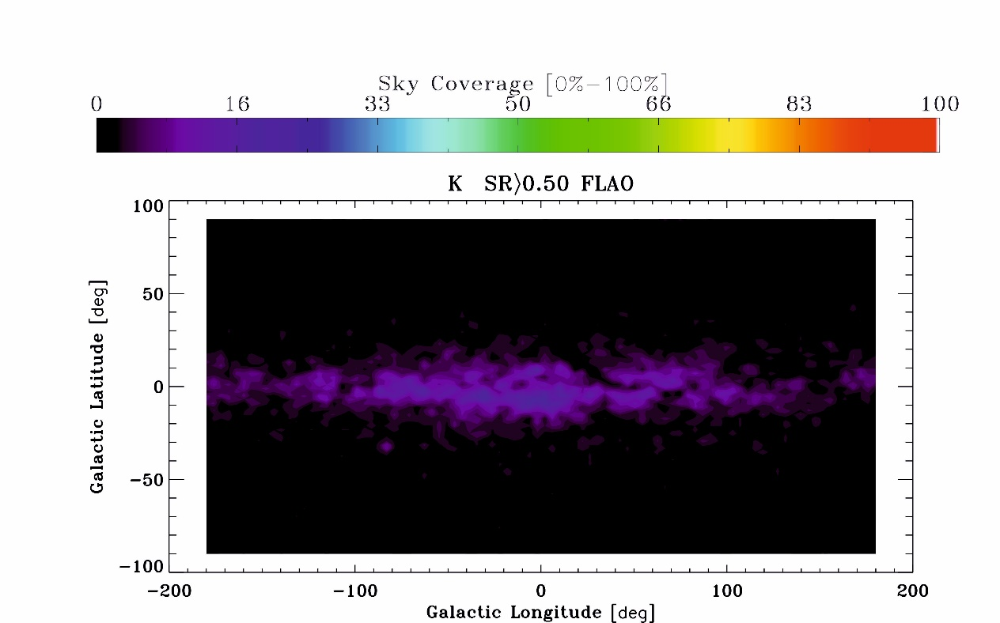 Sky Coverage [0%−100%]
0 16 33 50 66 83 100
K SR⟩0.50 FLAO
100
50
0
−50
−100
Galactic Latitude [deg]
−200 −100 0 100 200
Galactic Longitude [deg]